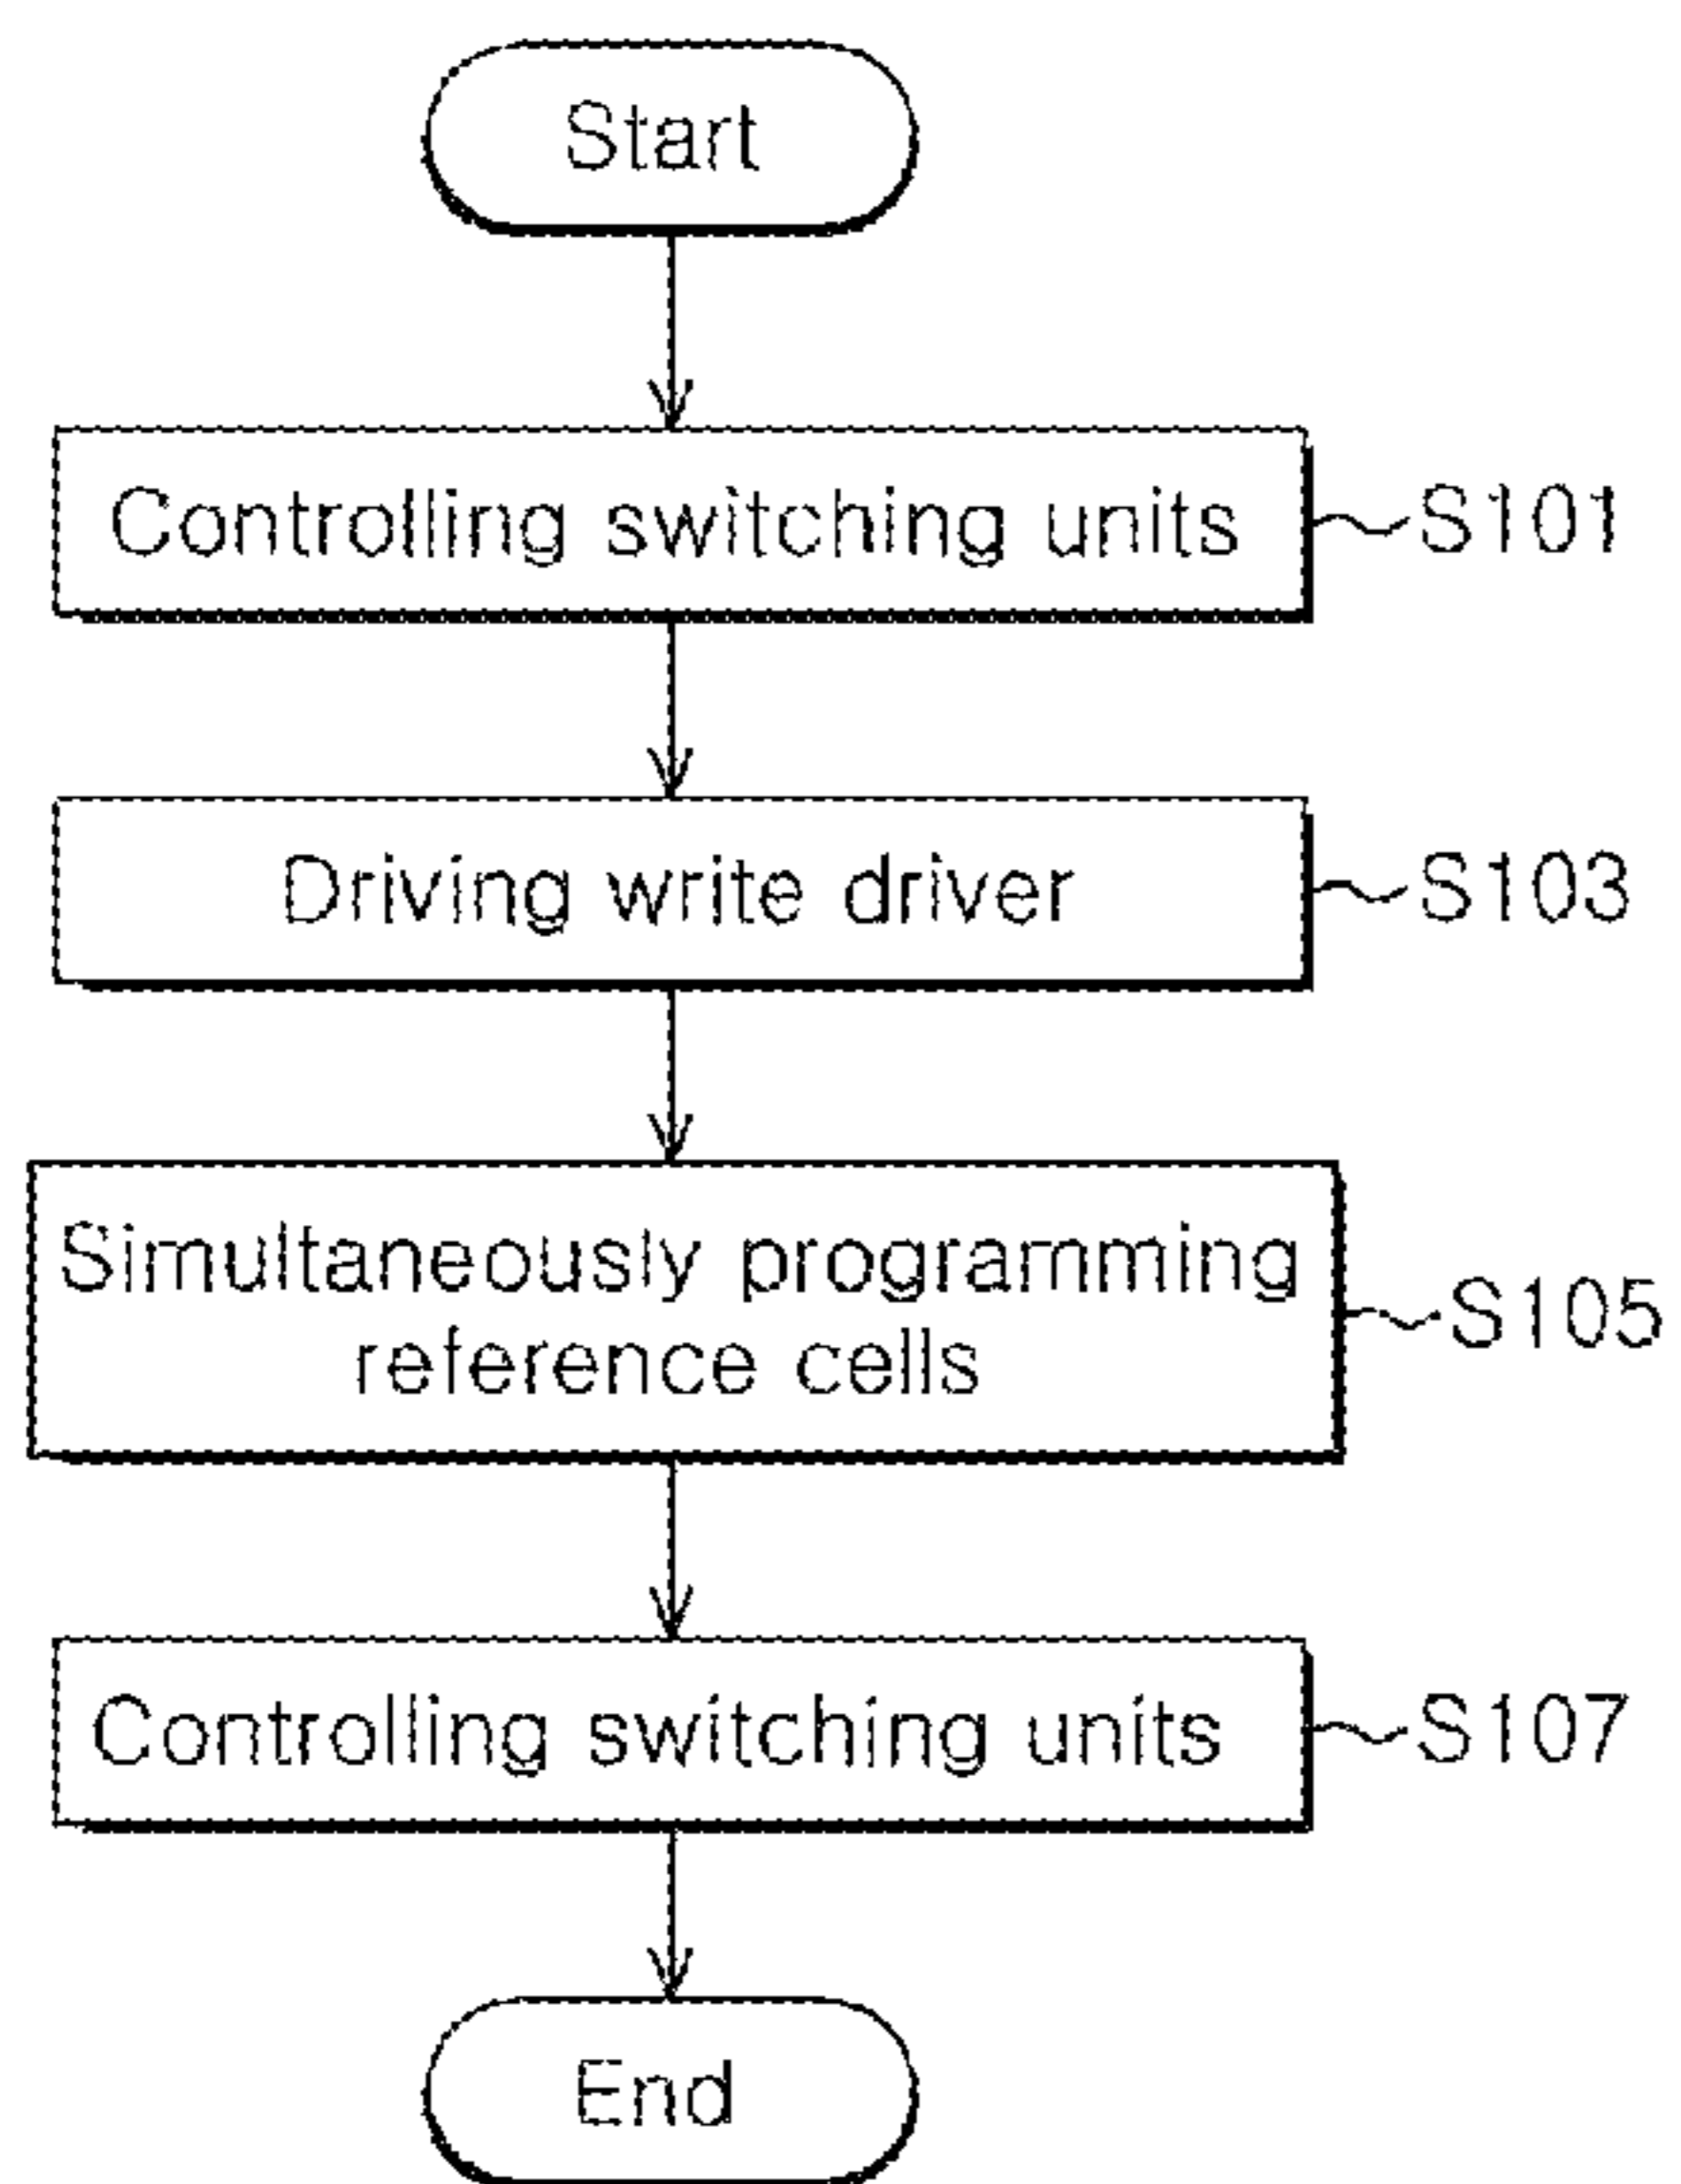 Start
Controlling switching units
S101
Driving write driver
S103
Simultaneously programming
reference cells
S105
Controlling switching units
S107
End